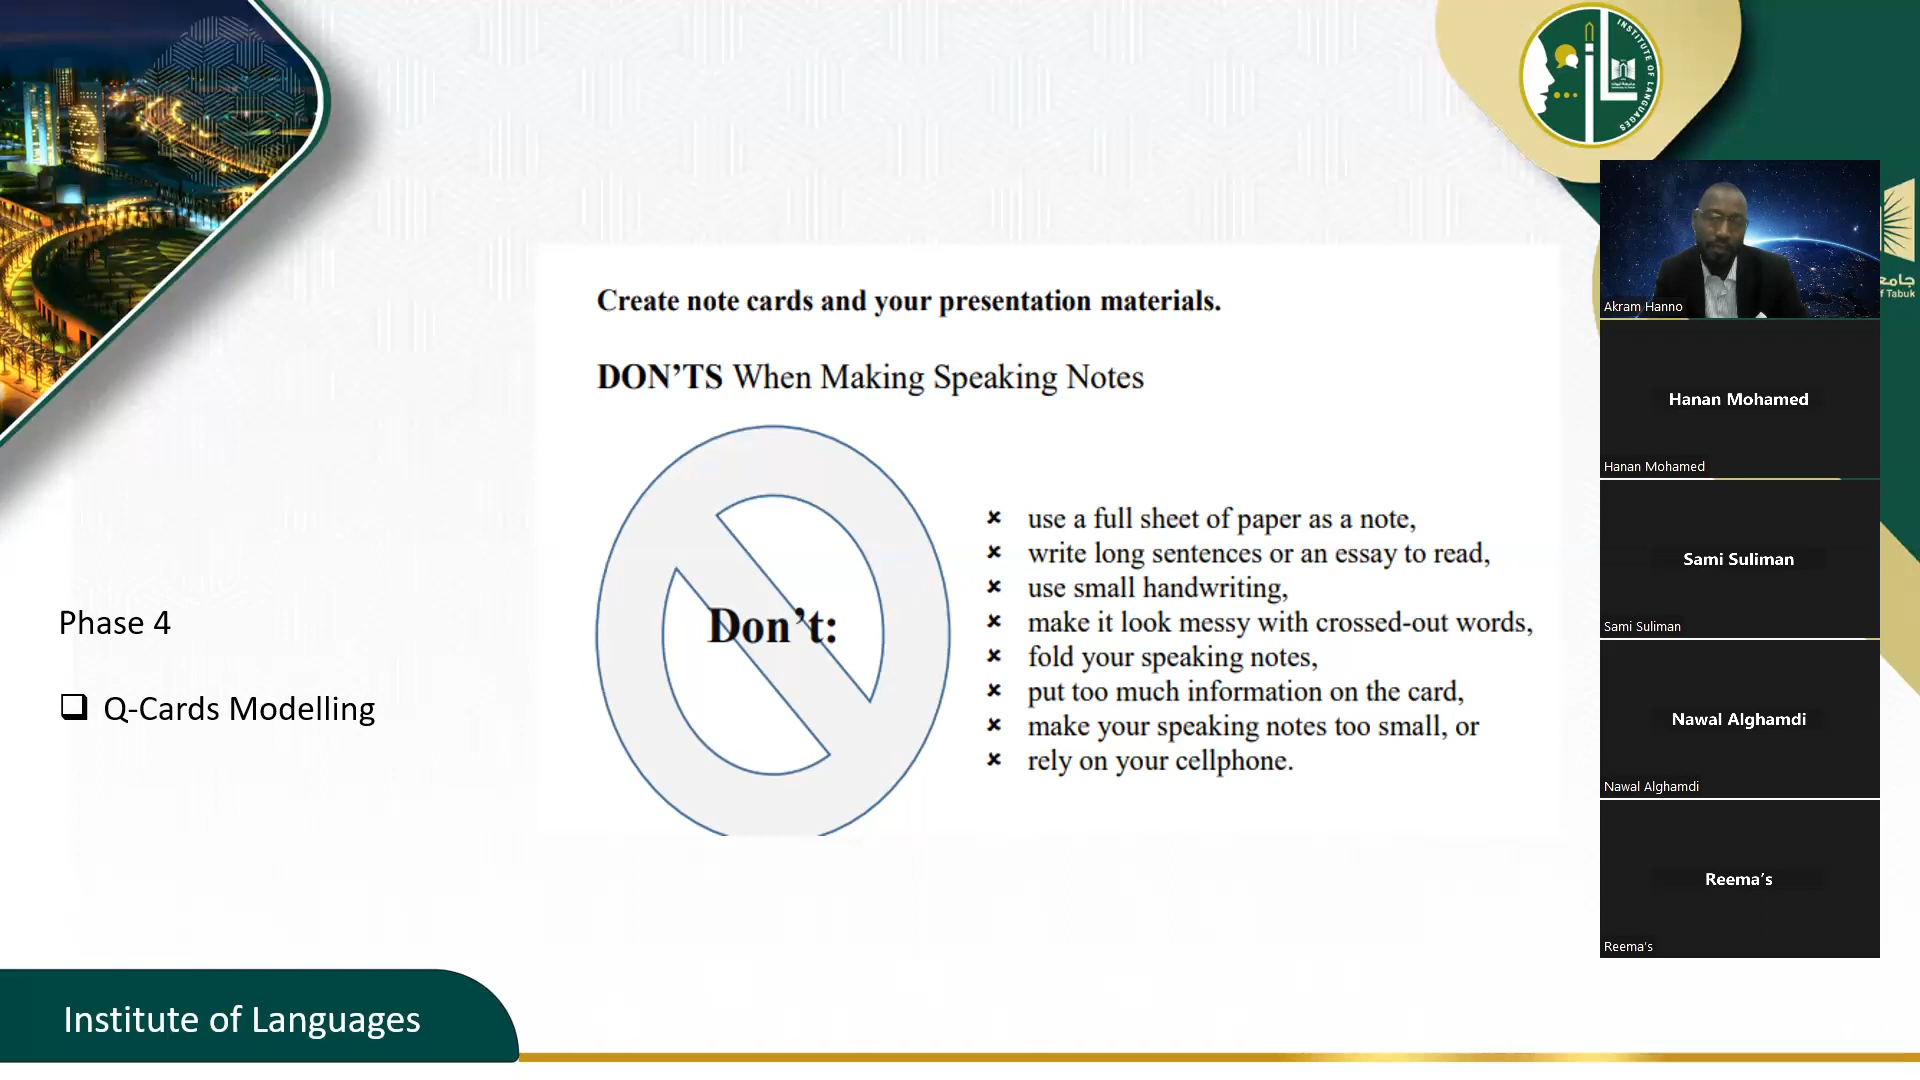 INSTITUTE OF LANGUAGES
Create note cards and your presentation materials.
DON'TS When Making Speaking Notes
Don't:
✘ use a full sheet of paper as a note,
✘ write long sentences or an essay to read,
✘ use small handwriting,
✘ make it look messy with crossed-out words,
✘ fold your speaking notes,
✘ put too much information on the card,
✘ make your speaking notes too small, or
✘ rely on your cellphone.
Phase 4
❑ Q-Cards Modelling
Institute of Languages
Akram Hanno
Hanan Mohamed
Hanan Mohamed
Sami Suliman
Sami Suliman
Nawal Alghamdi
Nawal Alghamdi
Reema's
Reema's
f Tabuk